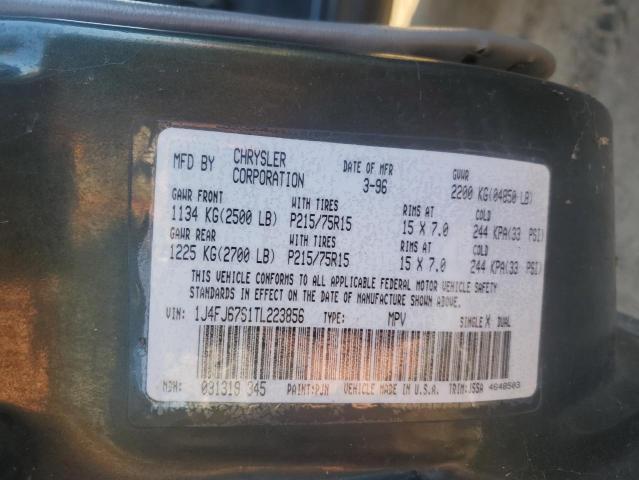 MFD BY CHRYSLER CORPORATION DATE OF MFR 3-96 GVWR 2200 KG(04850 LB)
GAWR FRONT WITH TIRES RIMS AT COLD
1134 KG(2500 LB) P215/75R15 15 X 7.0 244 KPA(33 PSI)
GAWR REAR WITH TIRES RIMS AT COLD
1225 KG(2700 LB) P215/75R15 15 X 7.0 244 KPA(33 PSI)
THIS VEHICLE CONFORMS TO ALL APPLICABLE FEDERAL MOTOR VEHICLE SAFETY
STANDARDS IN EFFECT ON THE DATE OF MANUFACTURE SHOWN ABOVE.
VIN: 1J4FJ67S1TL223856 TYPE: MPV SINGLE X DUAL
MDH: 031319 345 PAINT:PJN VEHICLE MADE IN U.S.A. TRIM:JSSA 4648503